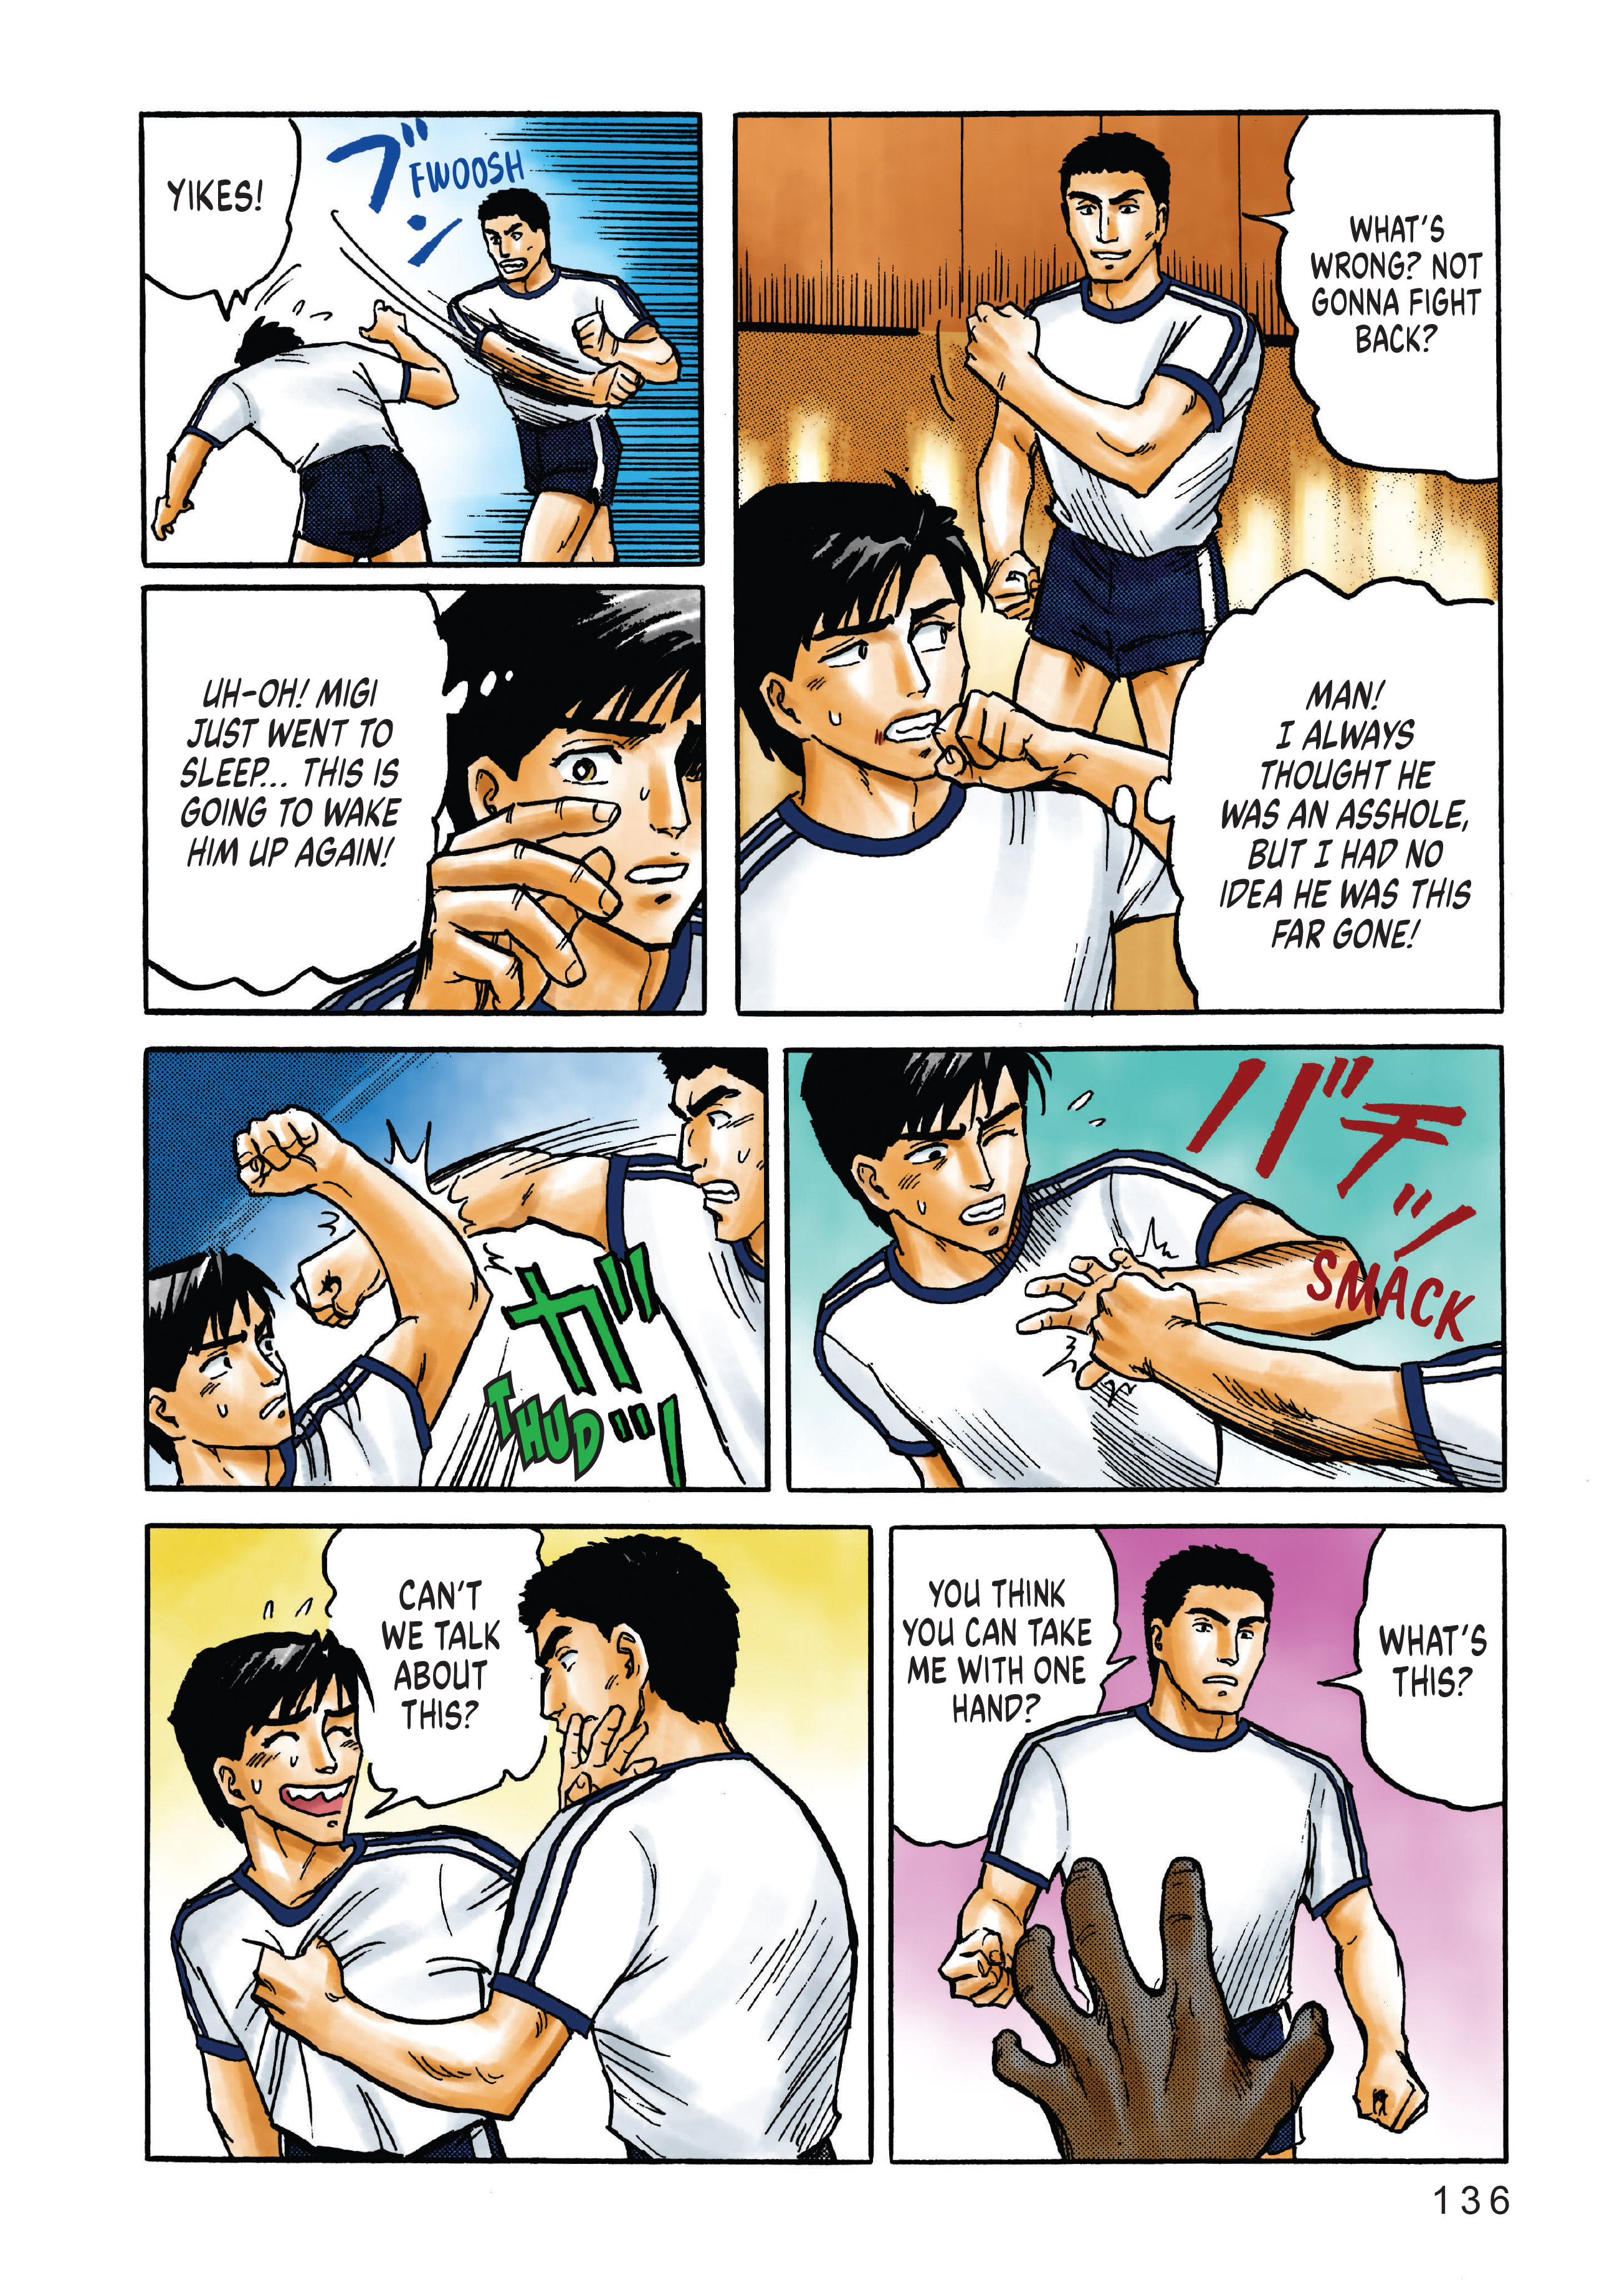 WHAT'S
WRONG? NOT
GONNA FIGHT
BACK?
MAN!
I ALWAYS
THOUGHT HE
WAS AN ASSHOLE,
BUT I HAD NO
IDEA HE WAS THIS
FAR GONE!
YIKES!
ブン
FWOOSH
UH-OH! MIGI
JUST WENT TO
SLEEP... THIS IS
GOING TO WAKE
HIM UP AGAIN!
バチッ
SMACK
ガッ
THUD
WHAT'S
THIS?
YOU THINK
YOU CAN TAKE
ME WITH ONE
HAND?
CAN'T
WE TALK
ABOUT
THIS?
136